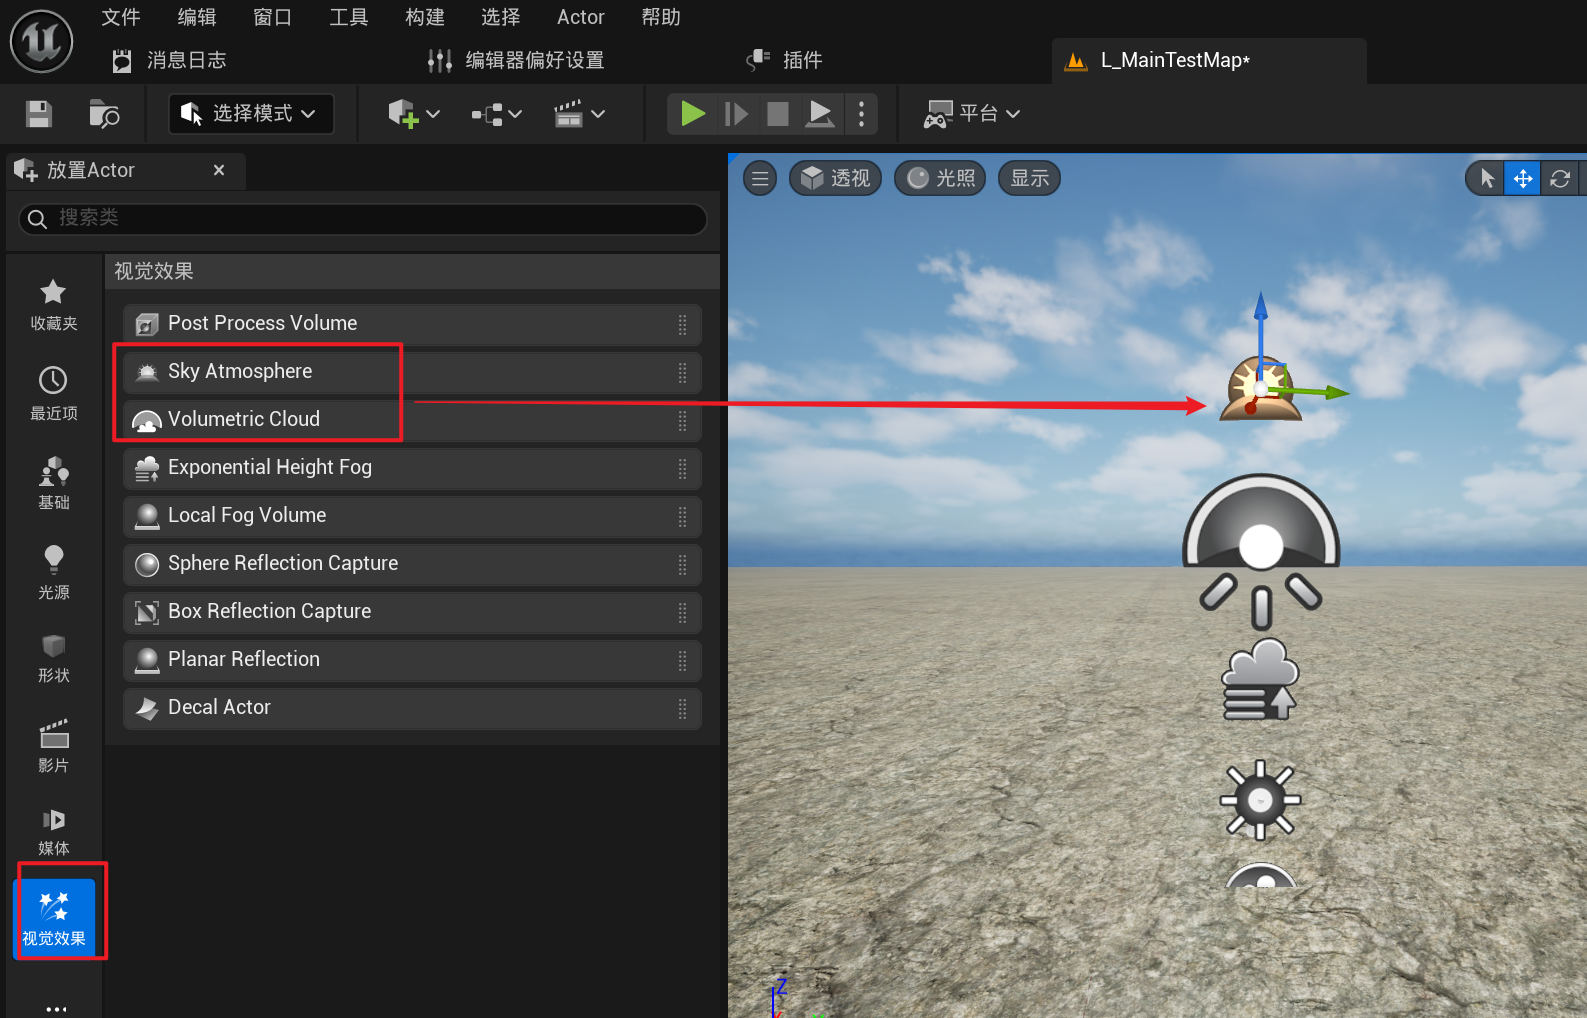 文件 编辑 窗口 工具 构建 选择 Actor 帮助
消息日志 编辑器偏好设置 插件 L_MainTestMap*
选择模式 平台
放置Actor
搜索类
透视 光照 显示
视觉效果
收藏夹
最近项
基础
光源
形状
影片
媒体
视觉效果
Post Process Volume
Sky Atmosphere
Volumetric Cloud
Exponential Height Fog
Local Fog Volume
Sphere Reflection Capture
Box Reflection Capture
Planar Reflection
Decal Actor
Z